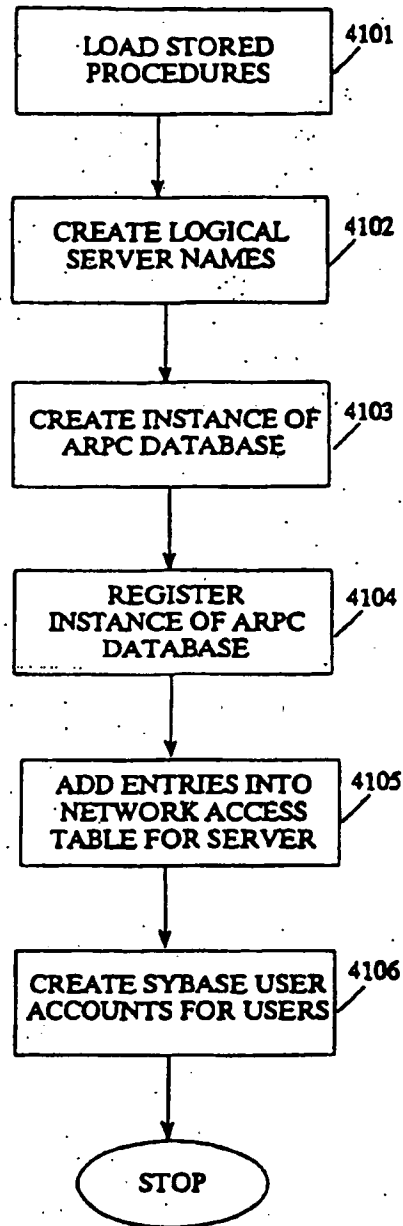 LOAD STORED
PROCEDURES
4101
CREATE LOGICAL
SERVER NAMES
4102
CREATE INSTANCE OF
ARPC DATABASE
4103
REGISTER
INSTANCE OF ARPC
DATABASE
4104
ADD ENTRIES INTO
NETWORK ACCESS
TABLE FOR SERVER
4105
CREATE SYBASE USER
ACCOUNTS FOR USERS
4106
STOP